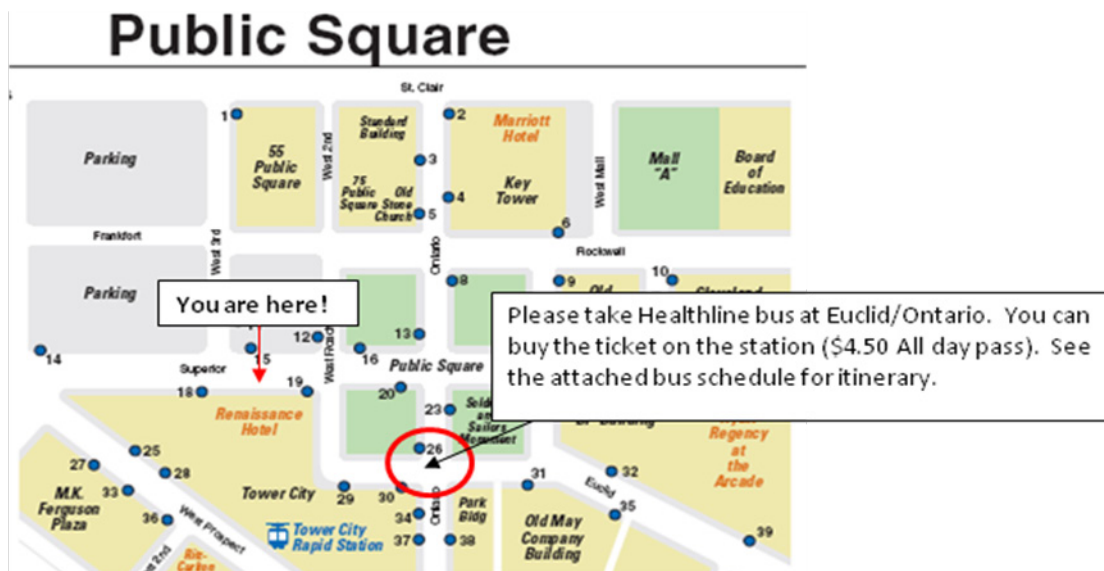 Public Square
St. Clair
1
2
Standard
Building
Marriott
Hotel
Parking
55
Public
Square
West 2nd
3
75
Public
Square
Old
Stone
Church
Key
Tower
4
5
West Mall
Mall
"A"
Board
of
Education
6
Frankfort
West 3rd
Ontario
Rockwell
Parking
8
9
Old
10
Cleveland
You are here!
Please take Healthline bus at Euclid/Ontario. You can
buy the ticket on the station ($4.50 All day pass). See
the attached bus schedule for itinerary.
12
13
14
15
16
Public Square
Superior
18
19
20
23
Renaissance
Hotel
Regency
at
the
Arcade
25
26
27
28
29
30
31
32
33
34
35
36
37
38
39
M.K.
Ferguson
Plaza
Tower City
Tower City
Rapid Station
Ontario
Park
Bldg
Old May
Company
Building
Euclid
West Prospect